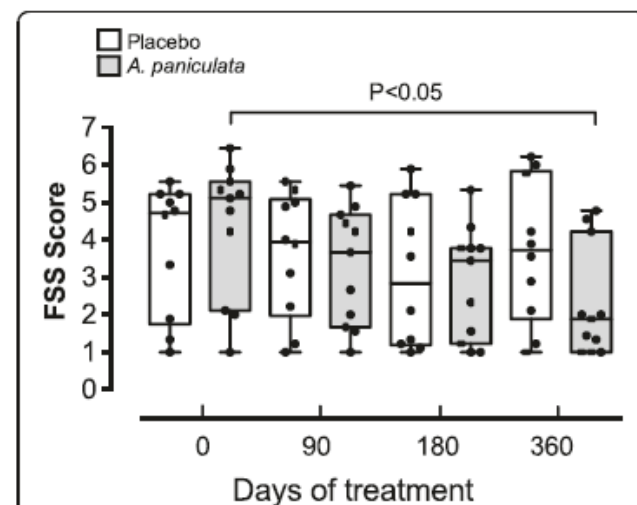 Placebo
A. paniculata
P<0.05
7
6
5
4
3
2
1
0
FSS Score
0 90 180 360
Days of treatment